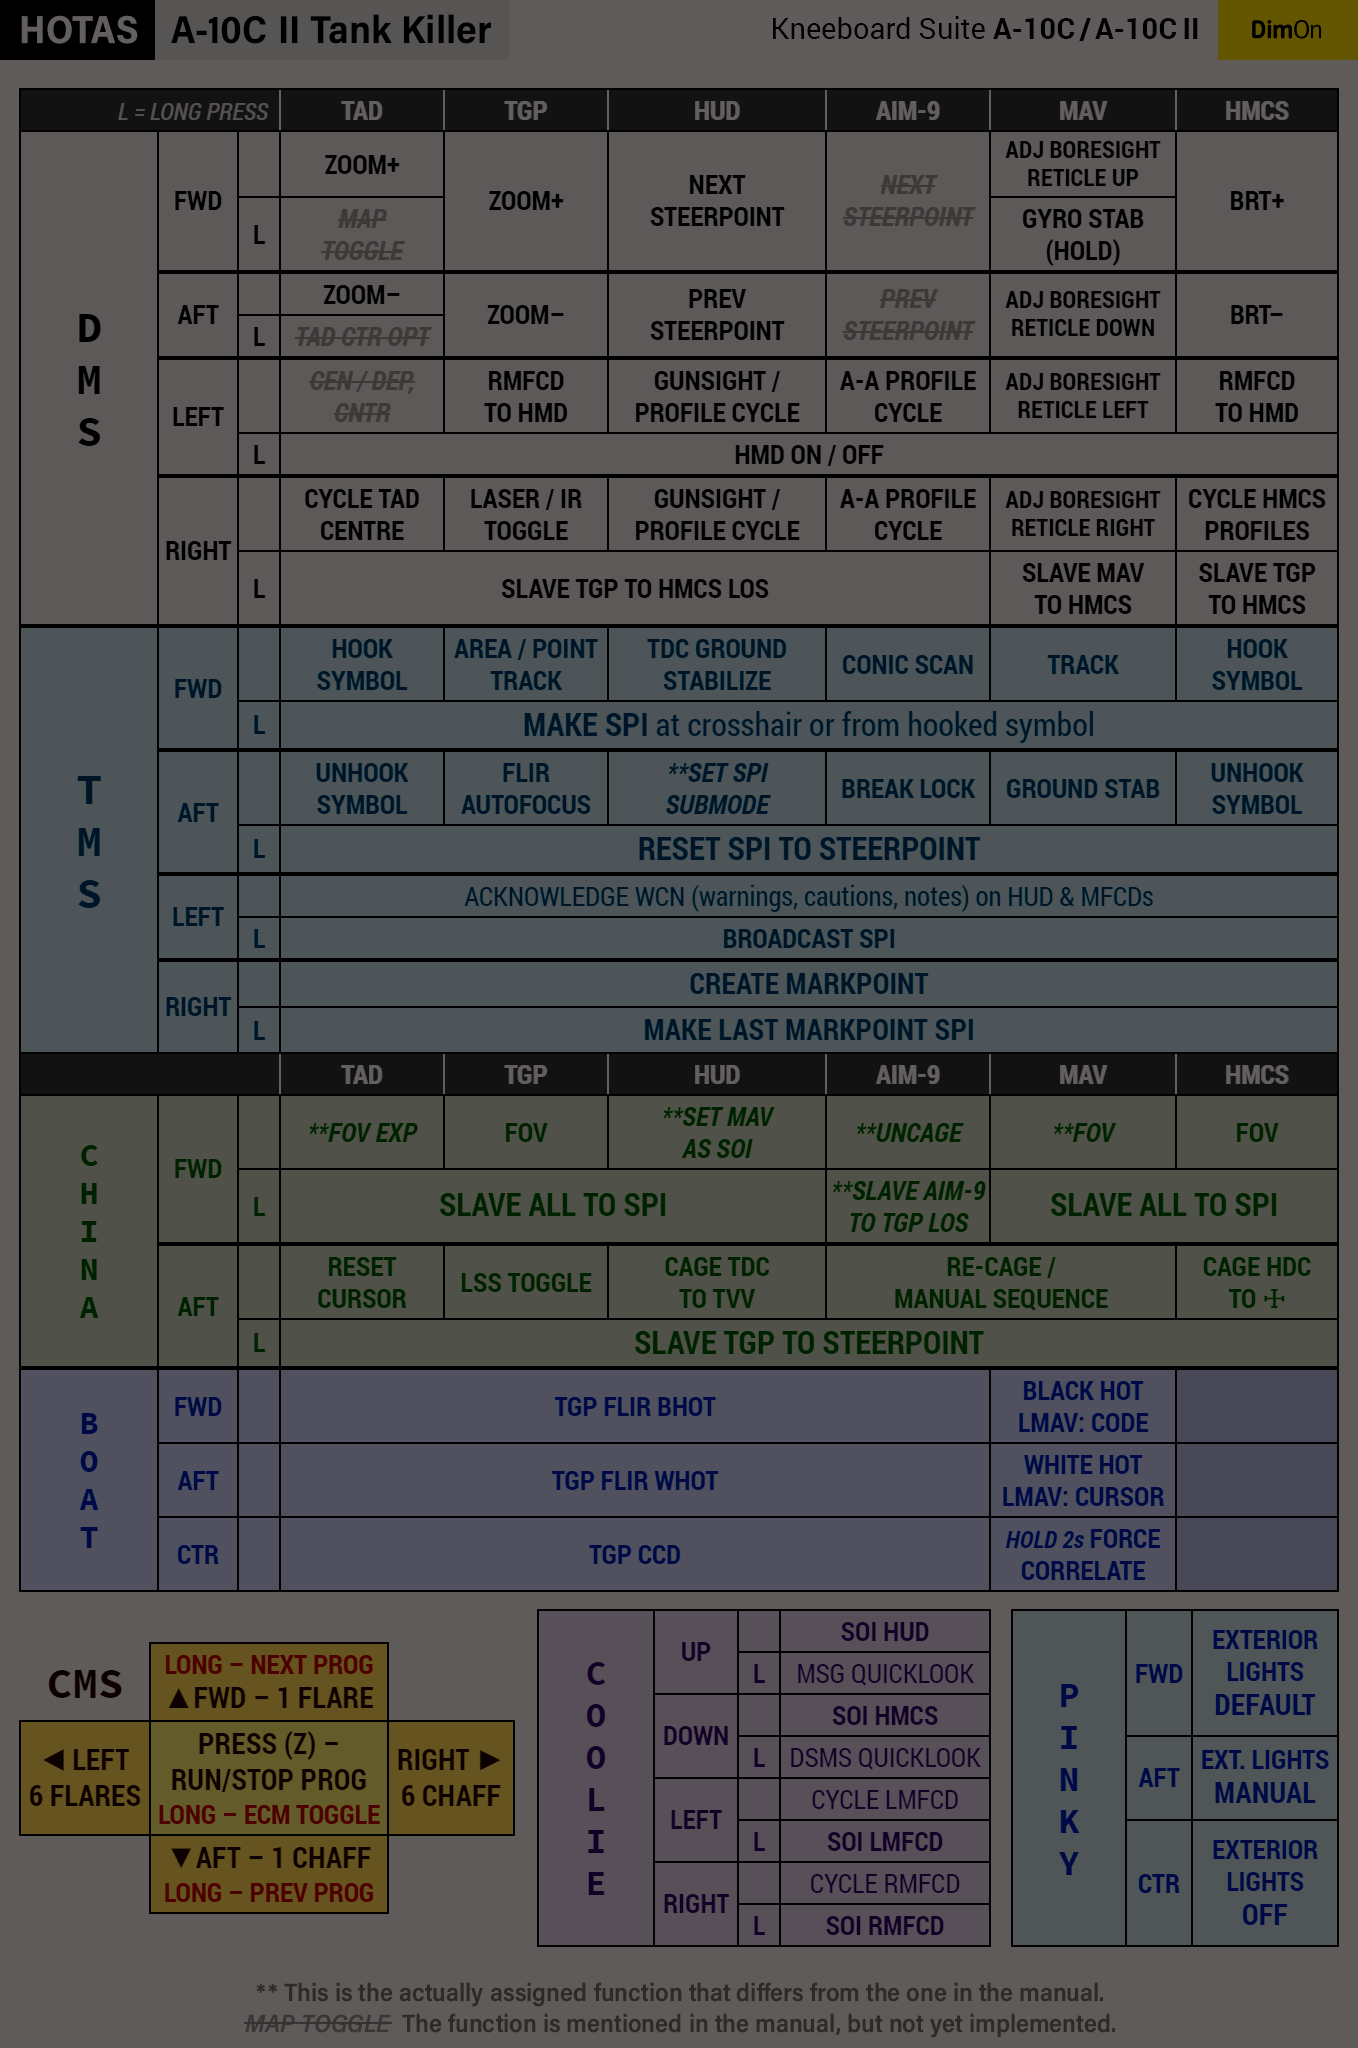 HOTAS A-10C II Tank Killer Kneeboard Suite A-10C / A-10C II DimOn
L = LONG PRESS TAD TGP HUD AIM-9 MAV HMCS
DMS
FWD
ZOOM+
MAP
TOGGLE
ZOOM+
NEXT
STEERPOINT
NEXT
STEERPOINT
ADJ BORESIGHT
RETICLE UP
L
GYRO STAB
(HOLD)
BRT+
AFT
ZOOM–
L
TAD CTR OPT
ZOOM–
PREV
STEERPOINT
PREV
STEERPOINT
ADJ BORESIGHT
RETICLE DOWN
BRT–
LEFT
CEN / DEP,
CNTR
RMFCD
TO HMD
GUNSIGHT /
PROFILE CYCLE
A-A PROFILE
CYCLE
ADJ BORESIGHT
RETICLE LEFT
RMFCD
TO HMD
L
HMD ON / OFF
RIGHT
CYCLE TAD
CENTRE
LASER / IR
TOGGLE
GUNSIGHT /
PROFILE CYCLE
A-A PROFILE
CYCLE
ADJ BORESIGHT
RETICLE RIGHT
CYCLE HMCS
PROFILES
L
SLAVE TGP TO HMCS LOS
SLAVE MAV
TO HMCS
SLAVE TGP
TO HMCS
TMS
FWD
HOOK
SYMBOL
AREA / POINT
TRACK
TDC GROUND
STABILIZE
CONIC SCAN
TRACK
HOOK
SYMBOL
L
MAKE SPI at crosshair or from hooked symbol
AFT
UNHOOK
SYMBOL
FLIR
AUTOFOCUS
**SET SPI
SUBMODE
BREAK LOCK
GROUND STAB
UNHOOK
SYMBOL
L
RESET SPI TO STEERPOINT
LEFT
ACKNOWLEDGE WCN (warnings, cautions, notes) on HUD & MFCDs
L
BROADCAST SPI
RIGHT
CREATE MARKPOINT
L
MAKE LAST MARKPOINT SPI
TAD TGP HUD AIM-9 MAV HMCS
CHINA
FWD
**FOV EXP
FOV
**SET MAV
AS SOI
**UNCAGE
**FOV
FOV
L
SLAVE ALL TO SPI
**SLAVE AIM-9
TO TGP LOS
SLAVE ALL TO SPI
AFT
RESET
CURSOR
LSS TOGGLE
CAGE TDC
TO TVV
RE-CAGE /
MANUAL SEQUENCE
CAGE HDC
TO
L
SLAVE TGP TO STEERPOINT
BOAT
FWD
TGP FLIR BHOT
BLACK HOT
LMAV: CODE
AFT
TGP FLIR WHOT
WHITE HOT
LMAV: CURSOR
CTR
TGP CCD
HOLD 2s FORCE
CORRELATE
CMS
LONG – NEXT PROG
▲FWD – 1 FLARE
◀ LEFT
6 FLARES
PRESS (Z) –
RUN/STOP PROG
LONG – ECM TOGGLE
RIGHT ▶
6 CHAFF
▼AFT – 1 CHAFF
LONG – PREV PROG
COOLIE
UP
SOI HUD
L MSG QUICKLOOK
DOWN
SOI HMCS
L DSMS QUICKLOOK
LEFT
CYCLE LMFCD
L SOI LMFCD
RIGHT
CYCLE RMFCD
L SOI RMFCD
PINKY
FWD
EXTERIOR
LIGHTS
DEFAULT
AFT
EXT. LIGHTS
MANUAL
CTR
EXTERIOR
LIGHTS
OFF
** This is the actually assigned function that differs from the one in the manual.
MAP TOGGLE The function is mentioned in the manual, but not yet implemented.